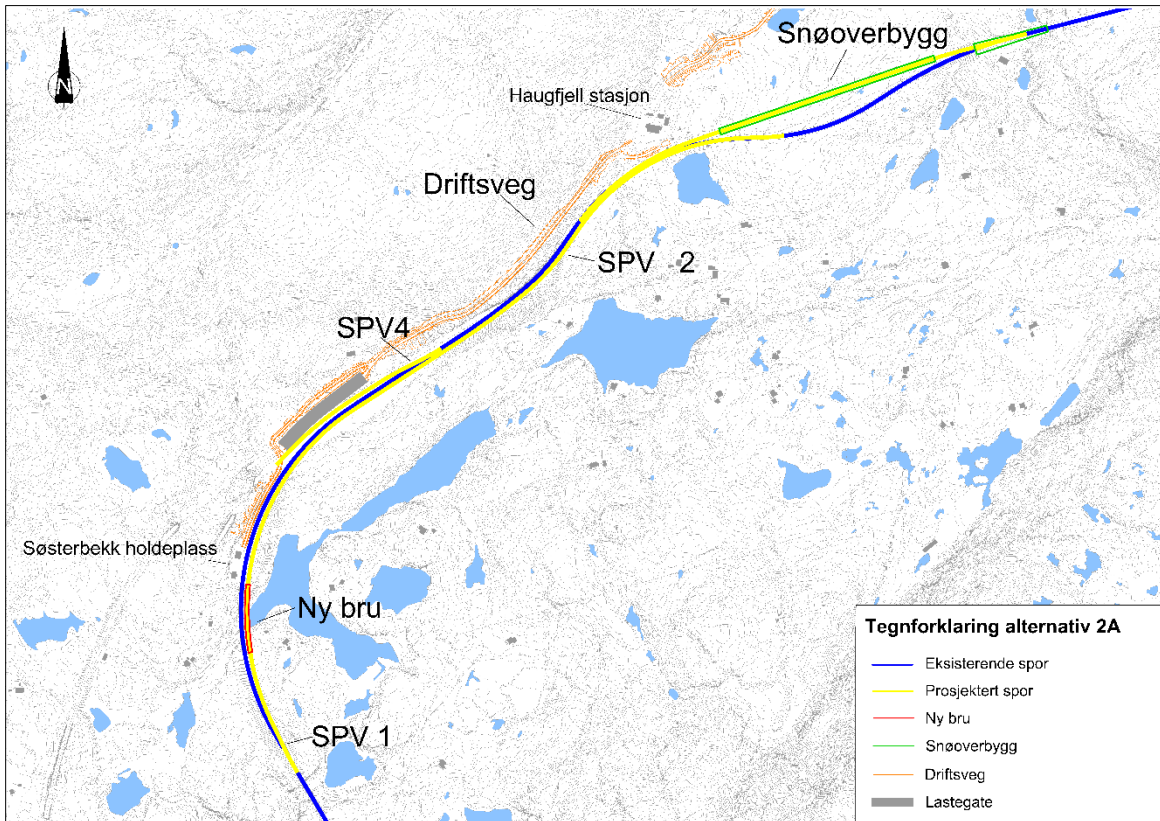 N
Snøoverbygg
Haugfjell stasjon
Driftsveg
SPV 2
SPV4
Søsterbekk holdeplass
Ny bru
SPV 1
Tegnforklaring alternativ 2A
Eksisterende spor
Prosjektert spor
Ny bru
Snøoverbygg
Driftsveg
Lastegate